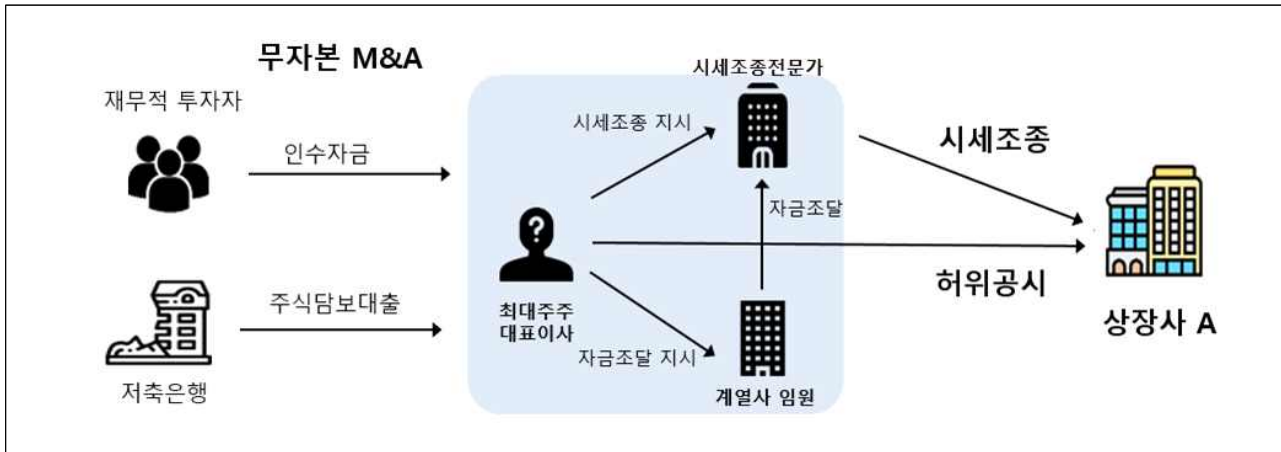 무자본 M&A
재무적 투자자
인수자금
주식담보대출
저축은행
시세조종전문가
시세조종 지시
자금조달
최대주주
대표이사
자금조달 지시
계열사 임원
시세조종
허위공시
상장사 A